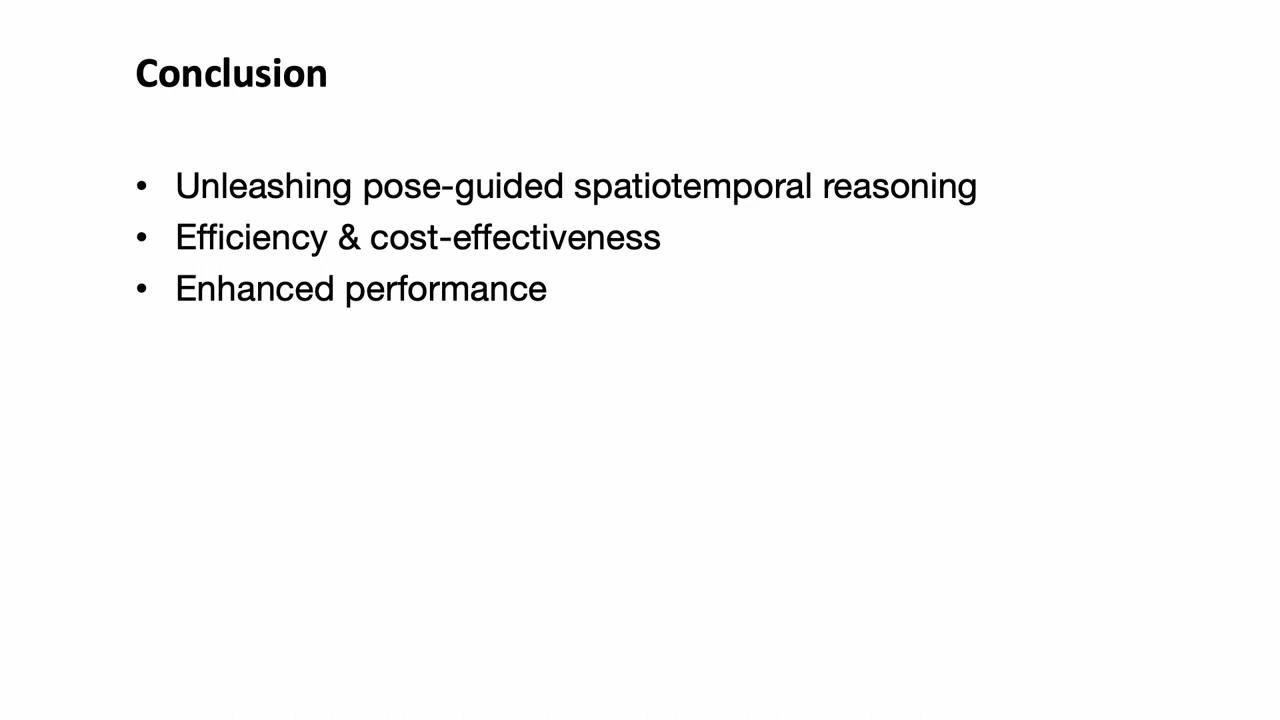 Conclusion
• Unleashing pose-guided spatiotemporal reasoning
• Efficiency & cost-effectiveness
• Enhanced performance